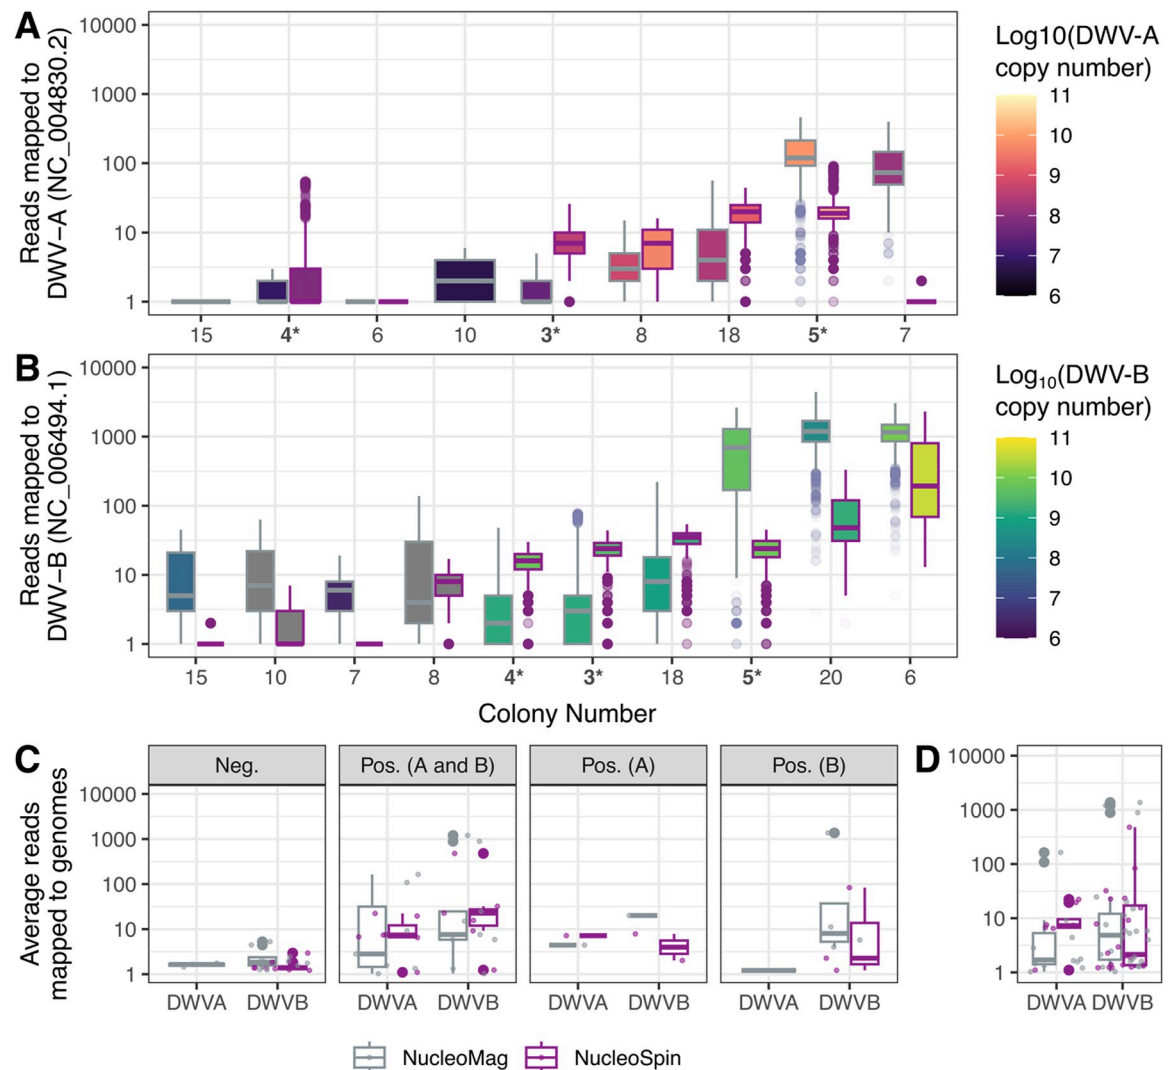 A
Reads mapped to
DWV−A (NC_004830.2)
10000
1000
100
10
1
15
4*
6
10
3*
8
18
5*
7
Log10(DWV-A
copy number)
11
10
9
8
7
6
B
Reads mapped to
DWV−B (NC_006494.1)
10000
1000
100
10
1
15
10
7
8
4*
3*
18
5*
20
6
Colony Number
Log₁₀(DWV-B
copy number)
11
10
9
8
7
6
C
Average reads
mapped to genomes
Neg.
Pos. (A and B)
Pos. (A)
Pos. (B)
10000
1000
100
10
1
DWVA
DWVB
DWVA
DWVB
DWVA
DWVB
DWVA
DWVB
D
10000
1000
100
10
1
DWVA
DWVB
NucleoMag
NucleoSpin